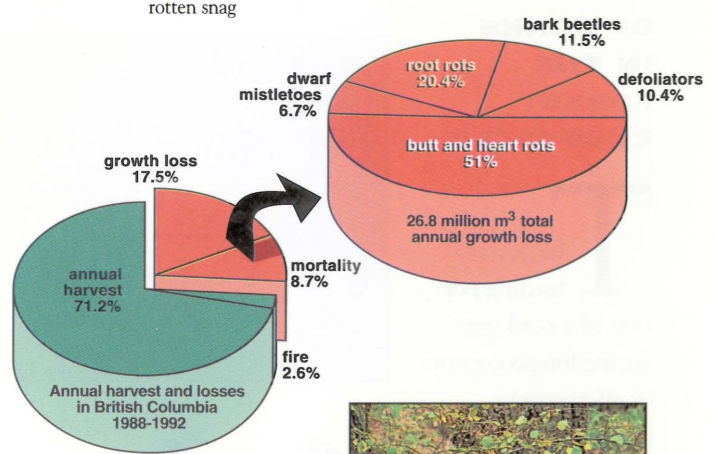 rotten snag
bark beetles
11.5%
root rots
20.4%
defoliators
10.4%
dwarf
mistletoes
6.7%
butt and heart rots
51%
26.8 million m³ total
annual growth loss
growth loss
17.5%
annual
harvest
71.2%
mortality
8.7%
fire
2.6%
Annual harvest and losses
in British Columbia
1988-1992